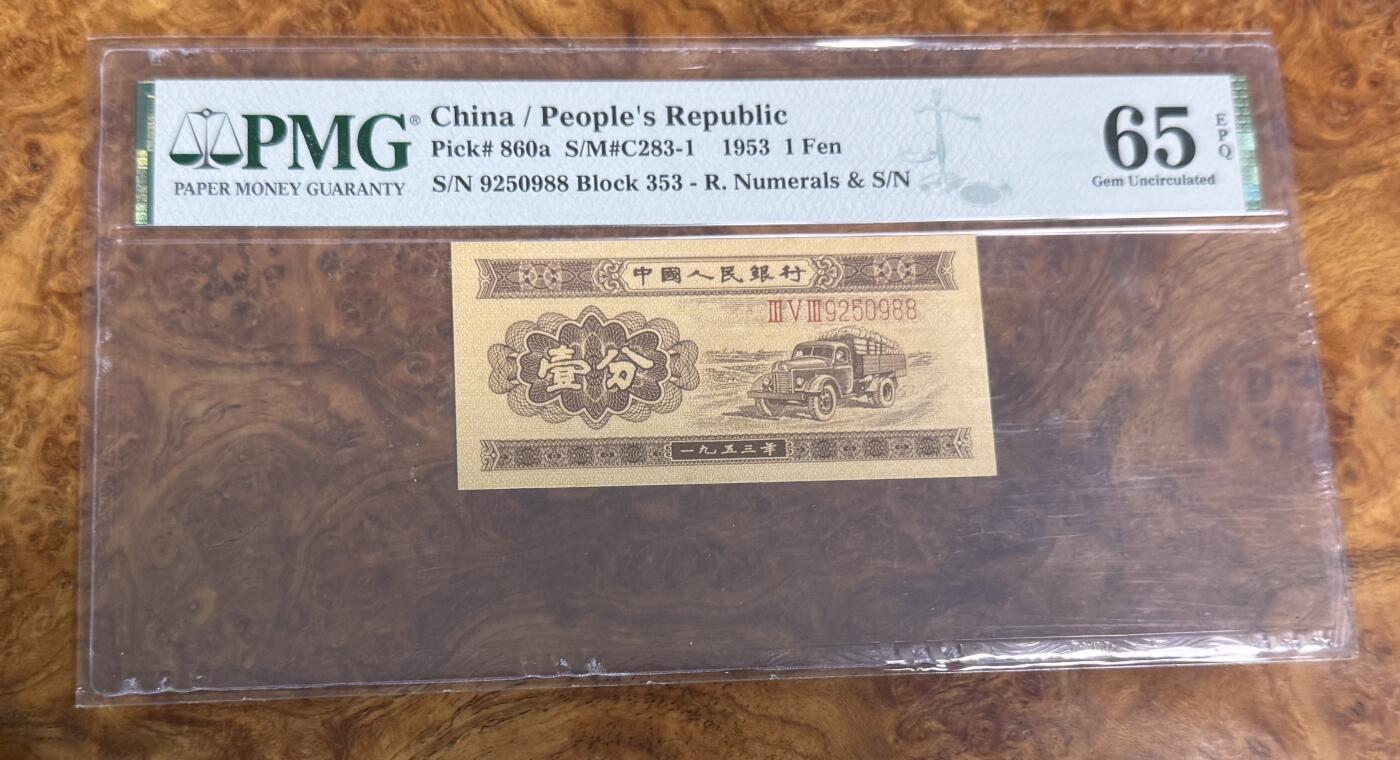 PMG®
PAPER MONEY GUARANTY
China / People's Republic
Pick# 860a S/M#C283-1 1953 1 Fen
S/N 9250988 Block 353 - R. Numerals & S/N
65
EPQ
Gem Uncirculated
中國人民銀行
ⅢⅤⅢ9250988
壹分
一九五三年